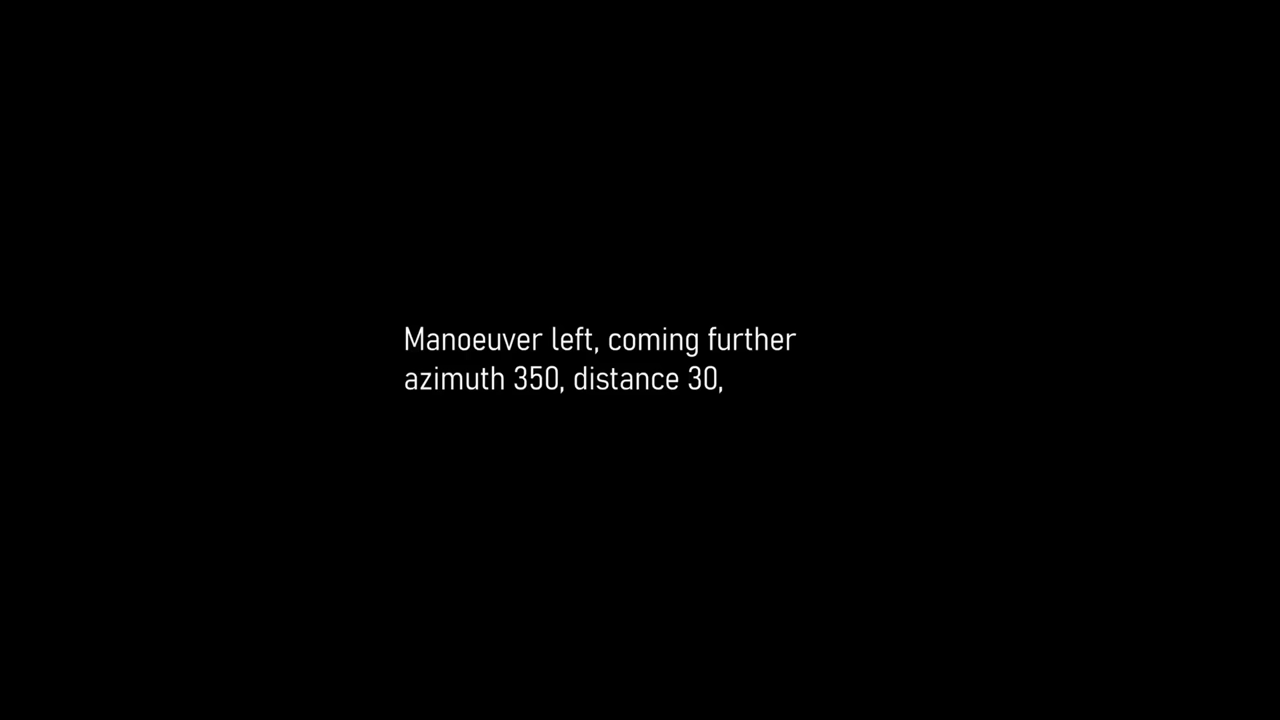 Manoeuver left, coming further
azimuth 350, distance 30,